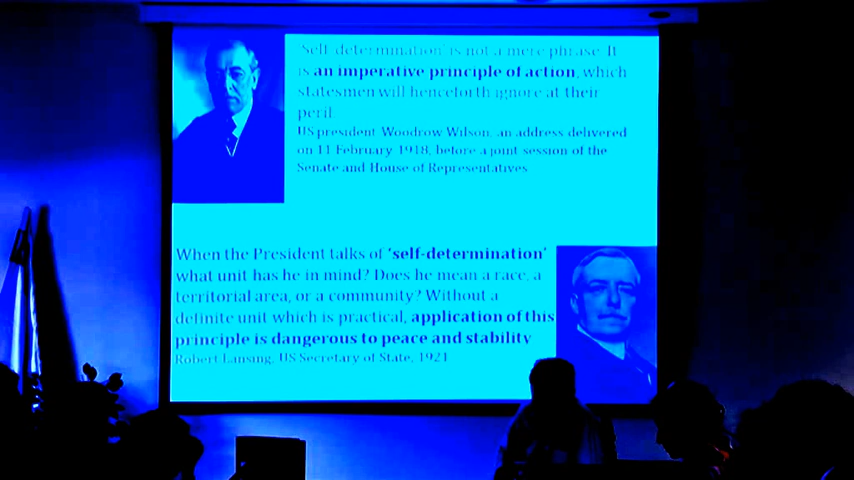 'Self-determination' is not a mere phrase. It
is an imperative principle of action, which
statesmen will henceforth ignore at their
peril.
US president Woodrow Wilson, an address delivered
on 11 February 1918, before a joint session of the
Senate and House of Representatives
When the President talks of 'self-determination'
what unit has he in mind? Does he mean a race, a
territorial area, or a community? Without a
definite unit which is practical, application of this
principle is dangerous to peace and stability
Robert Lansing, US Secretary of State, 1921